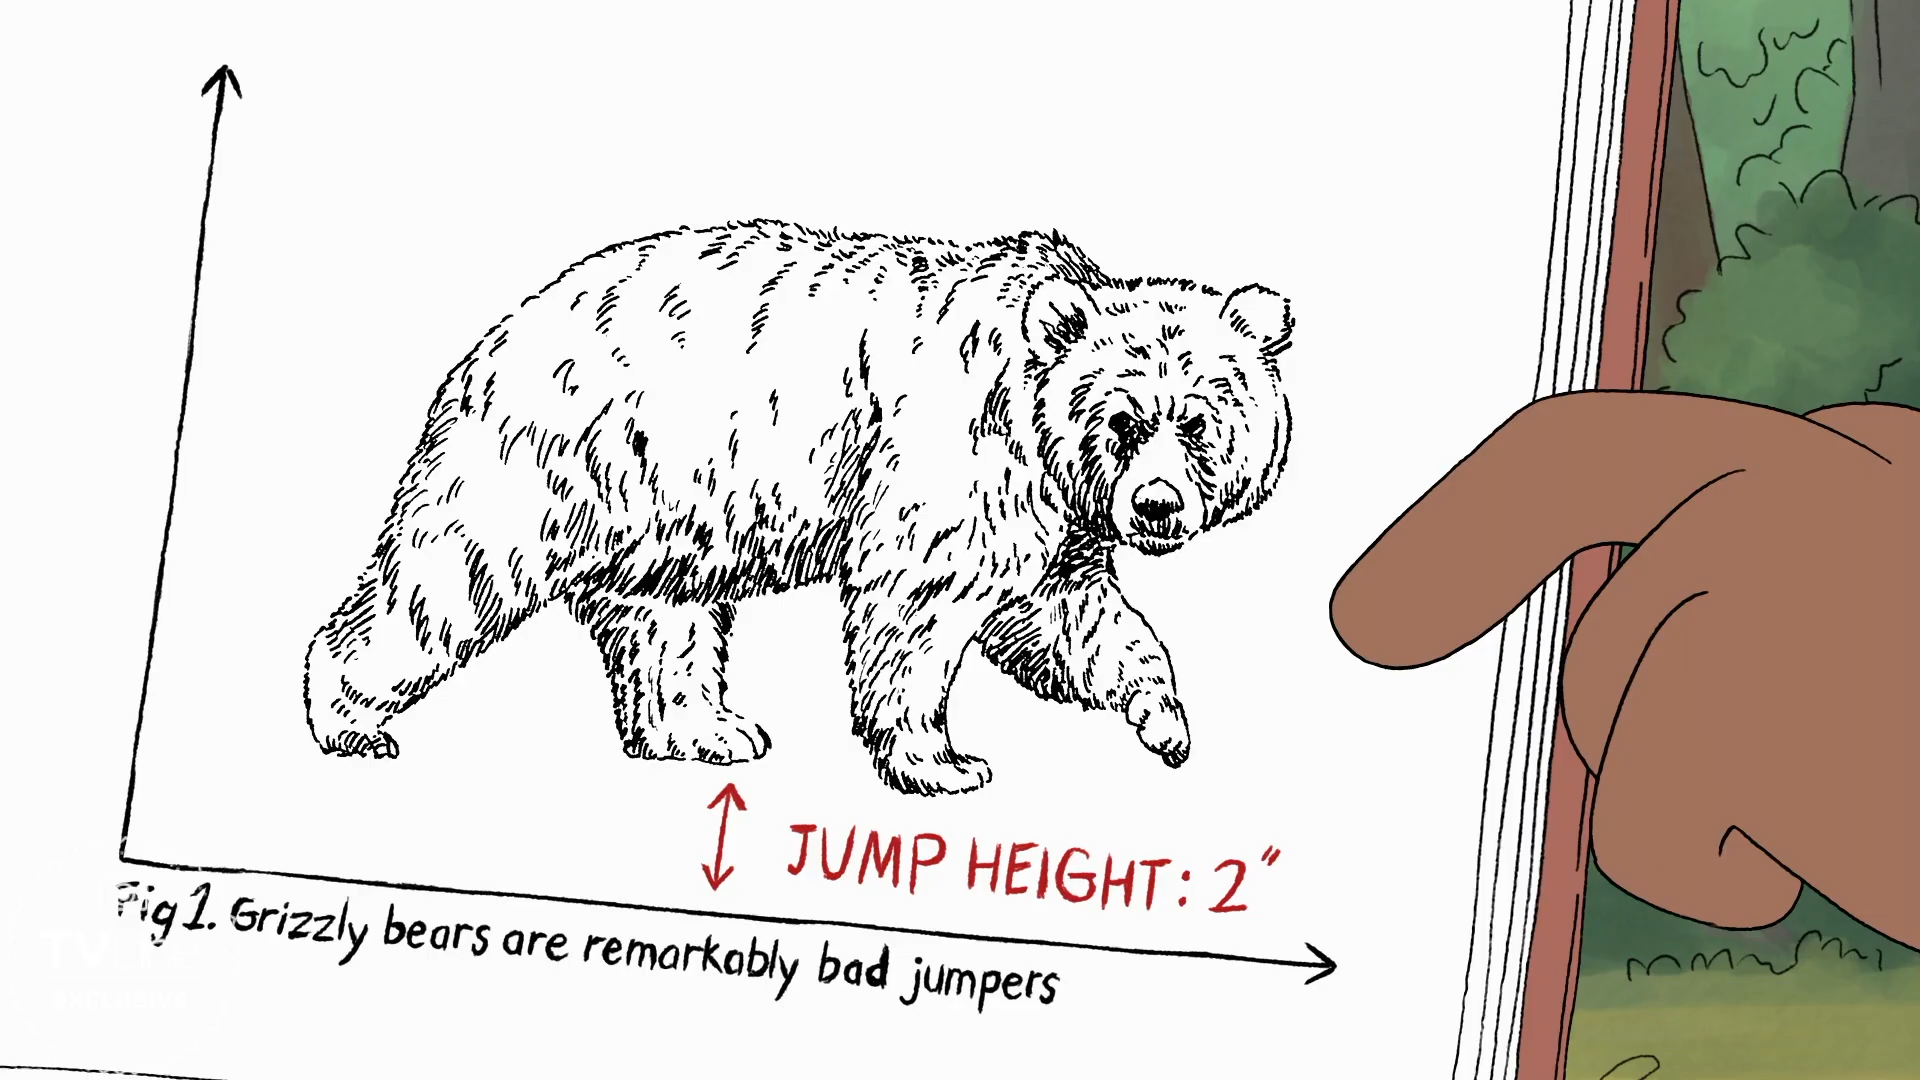 JUMP HEIGHT: 2"
Fig 1. Grizzly bears are remarkably bad jumpers